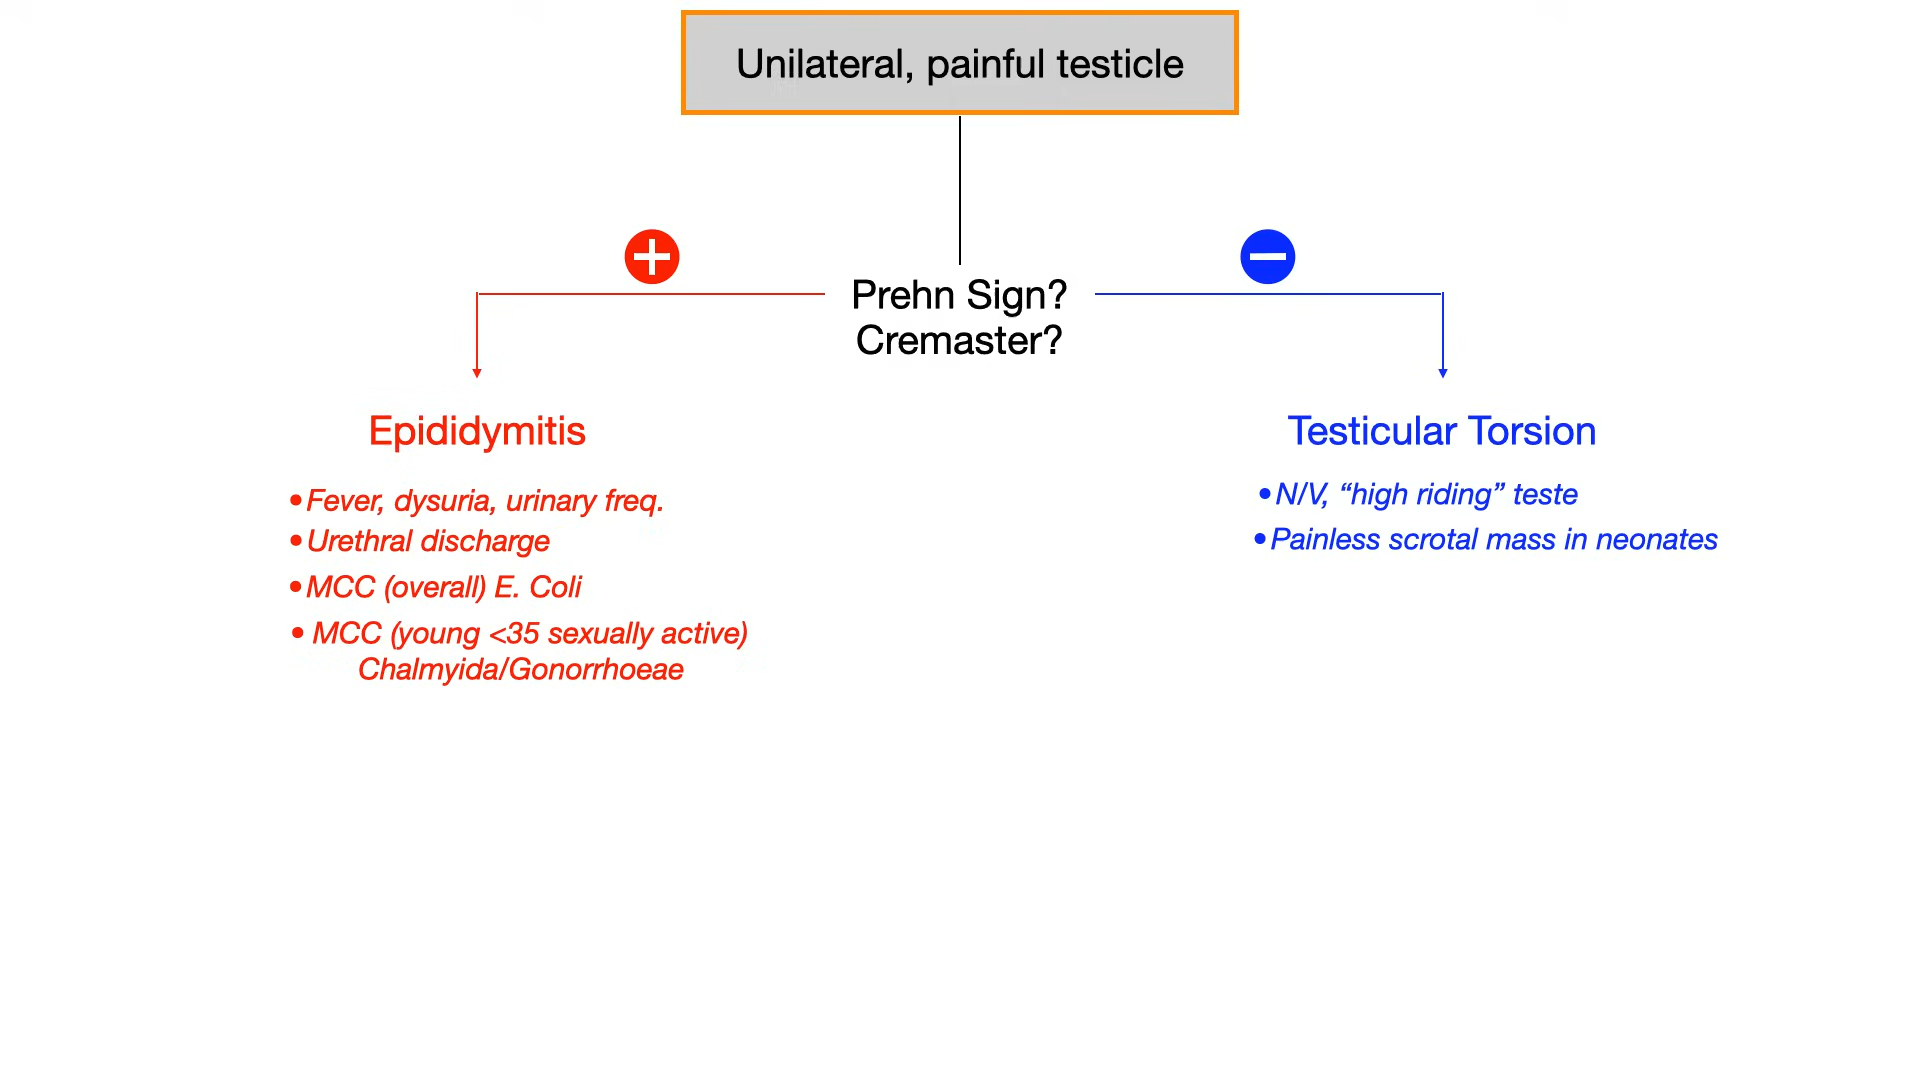 Unilateral, painful testicle
Prehn Sign?
Cremaster?
Epididymitis
•Fever, dysuria, urinary freq.
•Urethral discharge
•MCC (overall) E. Coli
• MCC (young <35 sexually active)
Chalmyida/Gonorrhoeae
Testicular Torsion
•N/V, “high riding” teste
•Painless scrotal mass in neonates